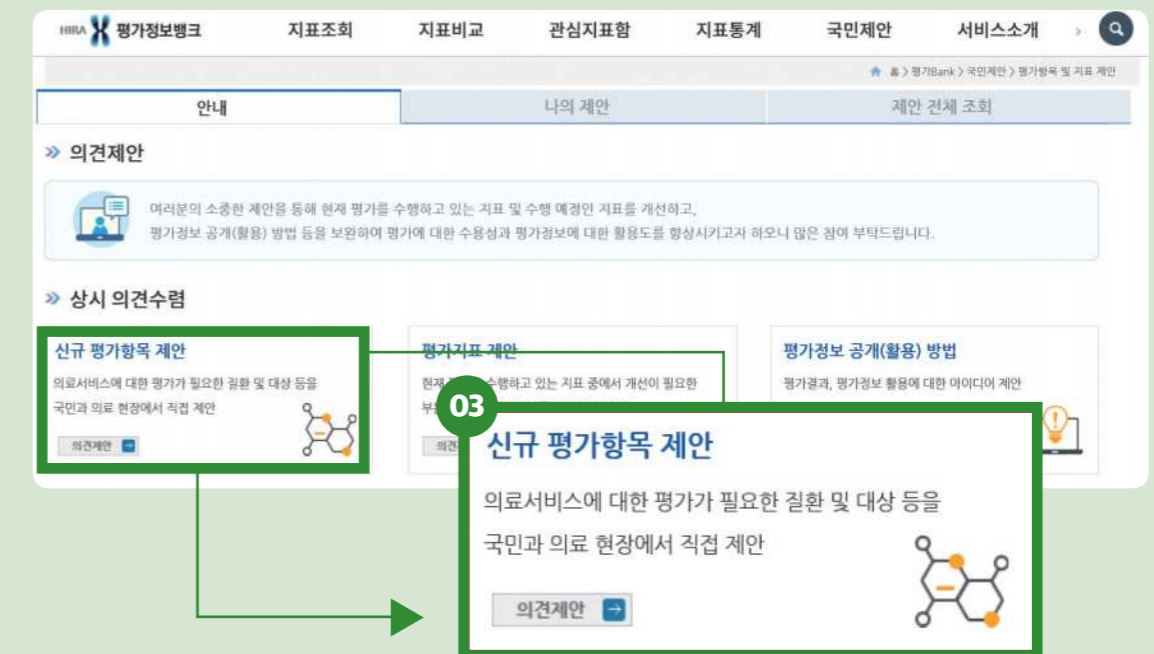 HIRA 평가정보뱅크 지표조회 지표비교 관심지표함 지표통계 국민제안 서비스소개 >
홈 > 평가Bank > 국민제안 > 평가항목 및 지표 제안
안내 나의 제안 제안 전체 조회
의견제안
여러분의 소중한 제안을 통해 현재 평가를 수행하고 있는 지표 및 수행 예정인 지표를 개선하고,
평가정보 공개(활용) 방법 등을 보완하여 평가에 대한 수용성과 평가정보에 대한 활용도를 향상시키고자 하오니 많은 참여 부탁드립니다.
상시 의견수렴
신규 평가항목 제안
의료서비스에 대한 평가가 필요한 질환 및 대상 등을
국민과 의료 현장에서 직접 제안
의견제안
평가지표 제안
현재 수행하고 있는 지표 중에서 개선이 필요한
평가정보 공개(활용) 방법
평가결과, 평가정보 활용에 대한 아이디어 제안
03
신규 평가항목 제안
의료서비스에 대한 평가가 필요한 질환 및 대상 등을
국민과 의료 현장에서 직접 제안
의견제안